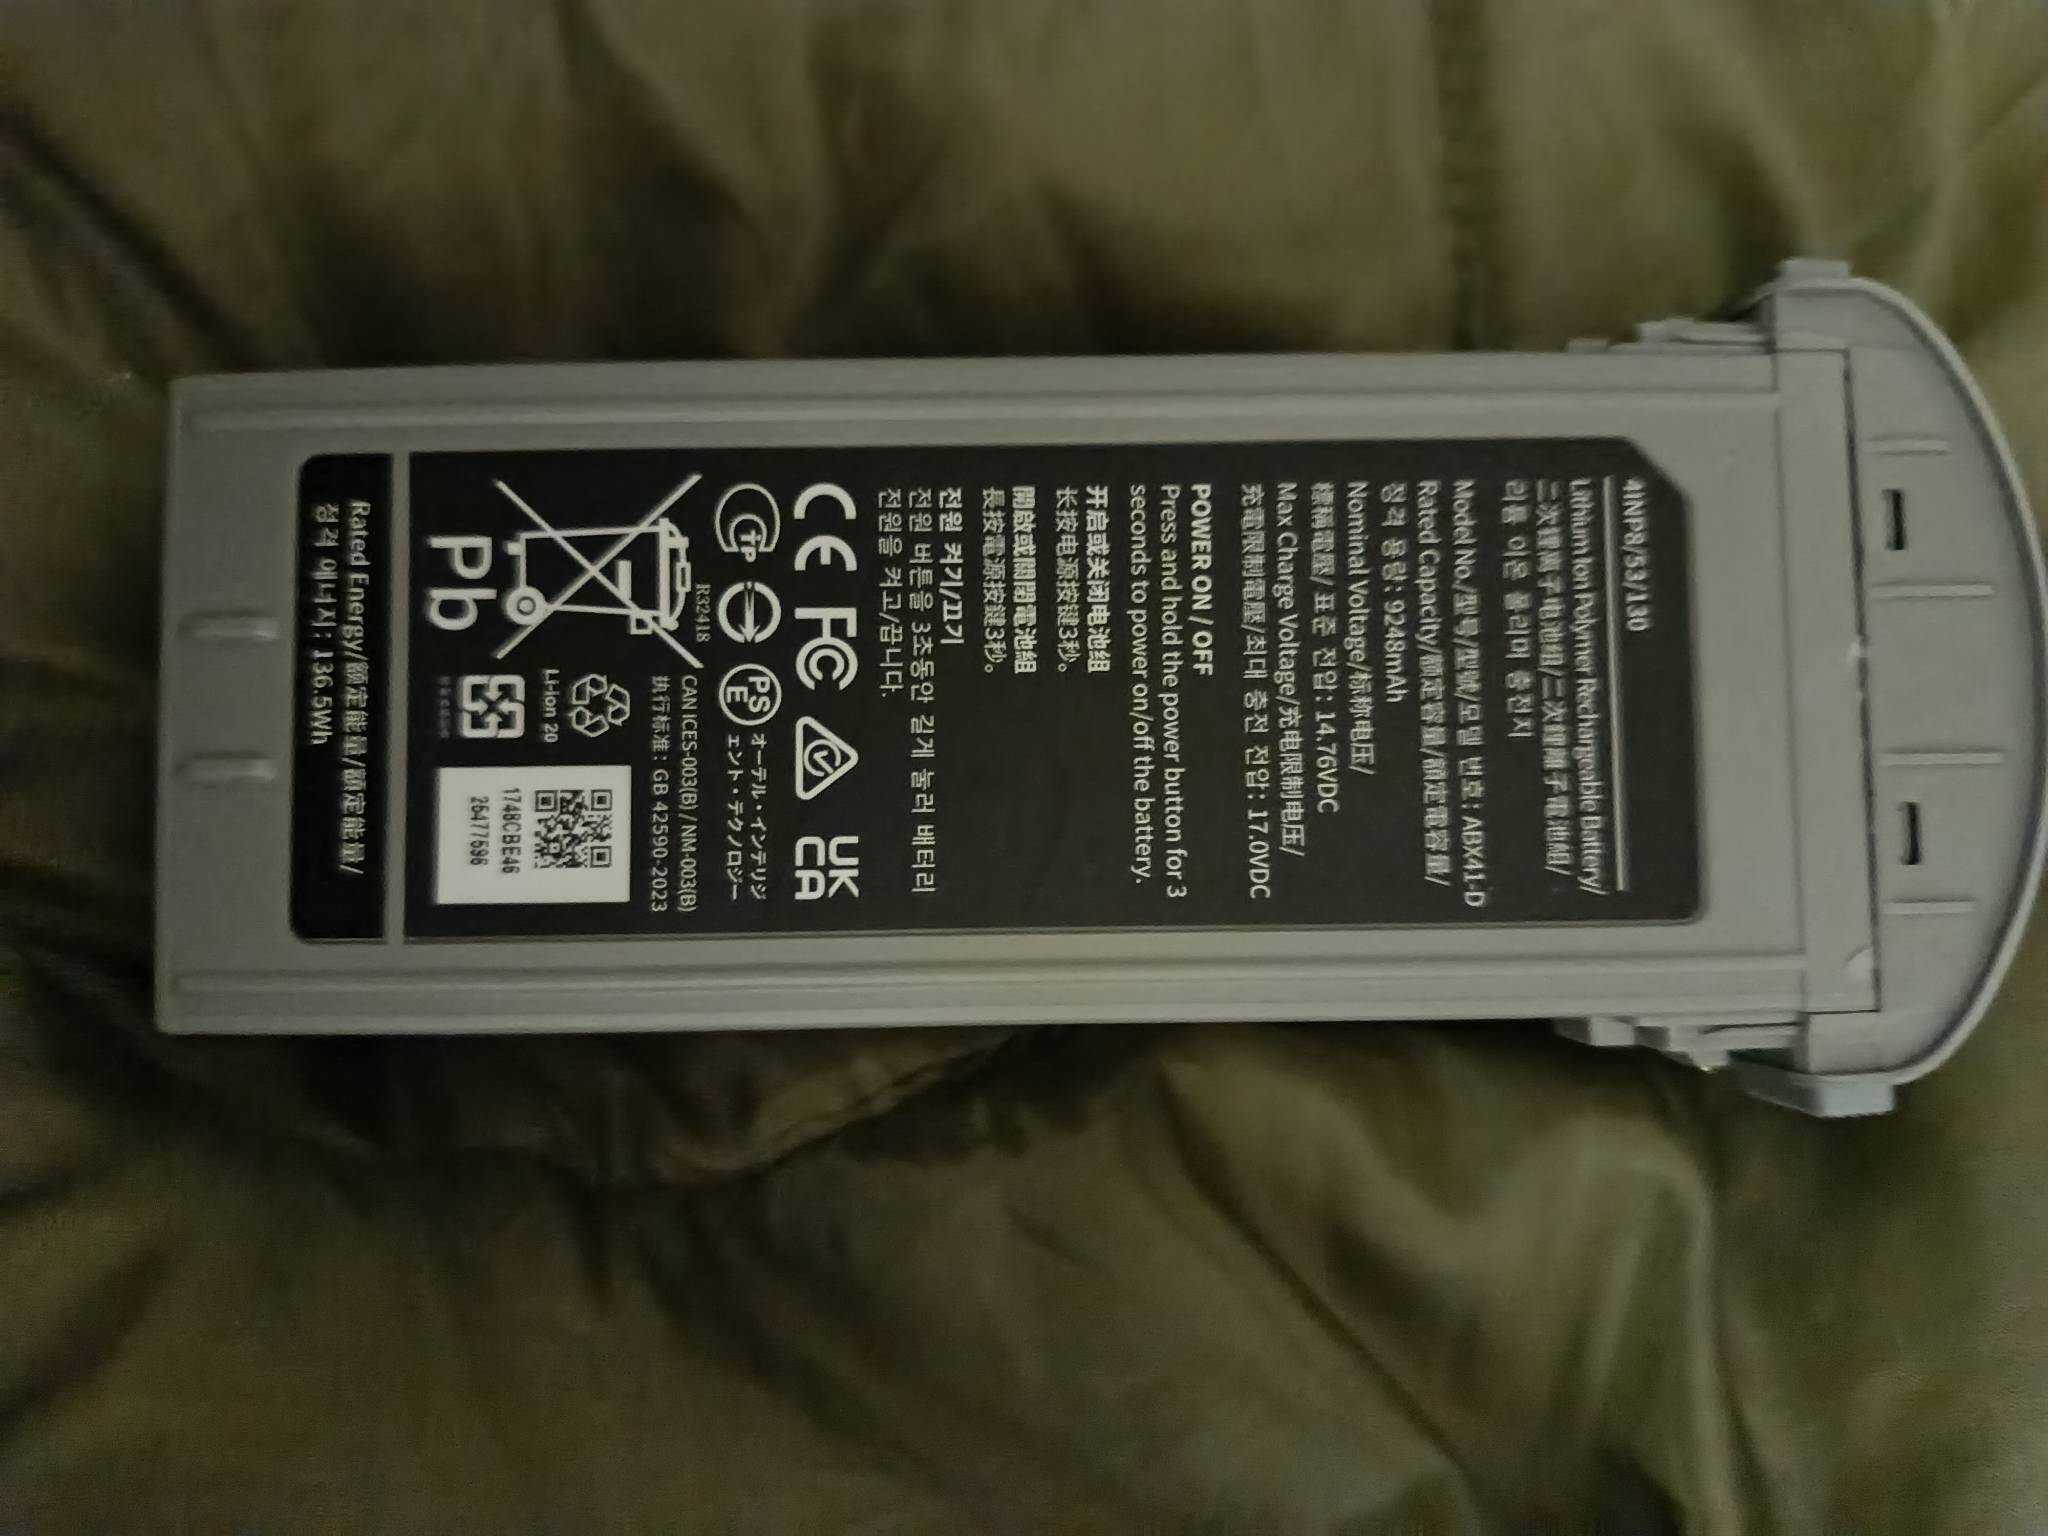 4INP8/53/130
Lithium Ion Polymer Rechargeable Battery/
二次锂离子电池组/二次鋰離子電池組/
리튬 이온 폴리머 충전지
Model No./型号/型號/모델 번호: ABX41-D
Rated Capacity/额定容量/額定電容量/
정격 용량: 9248mAh
Nominal Voltage/标称电压/
標稱電壓/표준 전압: 14.76VDC
Max Charge Voltage/充电限制电压/
充電限制電壓/최대 충전 전압: 17.0VDC
POWER ON / OFF
Press and hold the power button for 3
seconds to power on/off the battery.
开启或关闭电池组
长按电源按键3秒。
開啟或關閉電池組
長按電源按鍵3秒。
전원 켜기/끄기
전원 버튼을 3초동안 길게 눌러 배터리
전원을 켜고/끕니다.
CE FC UK CA
TP
PS E
オーテル・インテリジ
ェント・テクノロジー
R32418
CAN ICES-003(B) / NM-003(B)
执行标准：GB 42590-2023
Pb
Li-ion 20
1748CBE46
26477696
Rated Energy/额定能量/額定能量/
정격 에너지: 136.5Wh